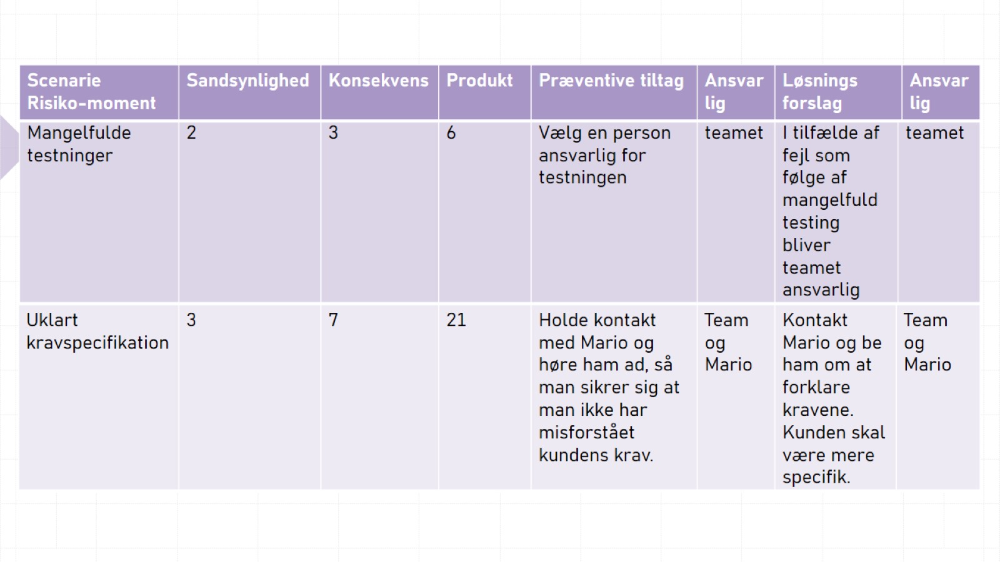 Scenarie
Risiko-moment
Sandsynlighed
Konsekvens
Produkt
Præventive tiltag
Ansvar
lig
Løsnings
forslag
Ansvar
lig
Mangelfulde
testninger
2
3
6
Vælg en person
ansvarlig for
testningen
teamet
I tilfælde af
fejl som
følge af
mangelfuld
testing
bliver
teamet
ansvarlig
teamet
Uklart
kravspecifikation
3
7
21
Holde kontakt
med Mario og
høre ham ad, så
man sikrer sig at
man ikke har
misforstået
kundens krav.
Team
og
Mario
Kontakt
Mario og be
ham om at
forklare
kravene.
Kunden skal
være mere
specifik.
Team
og
Mario